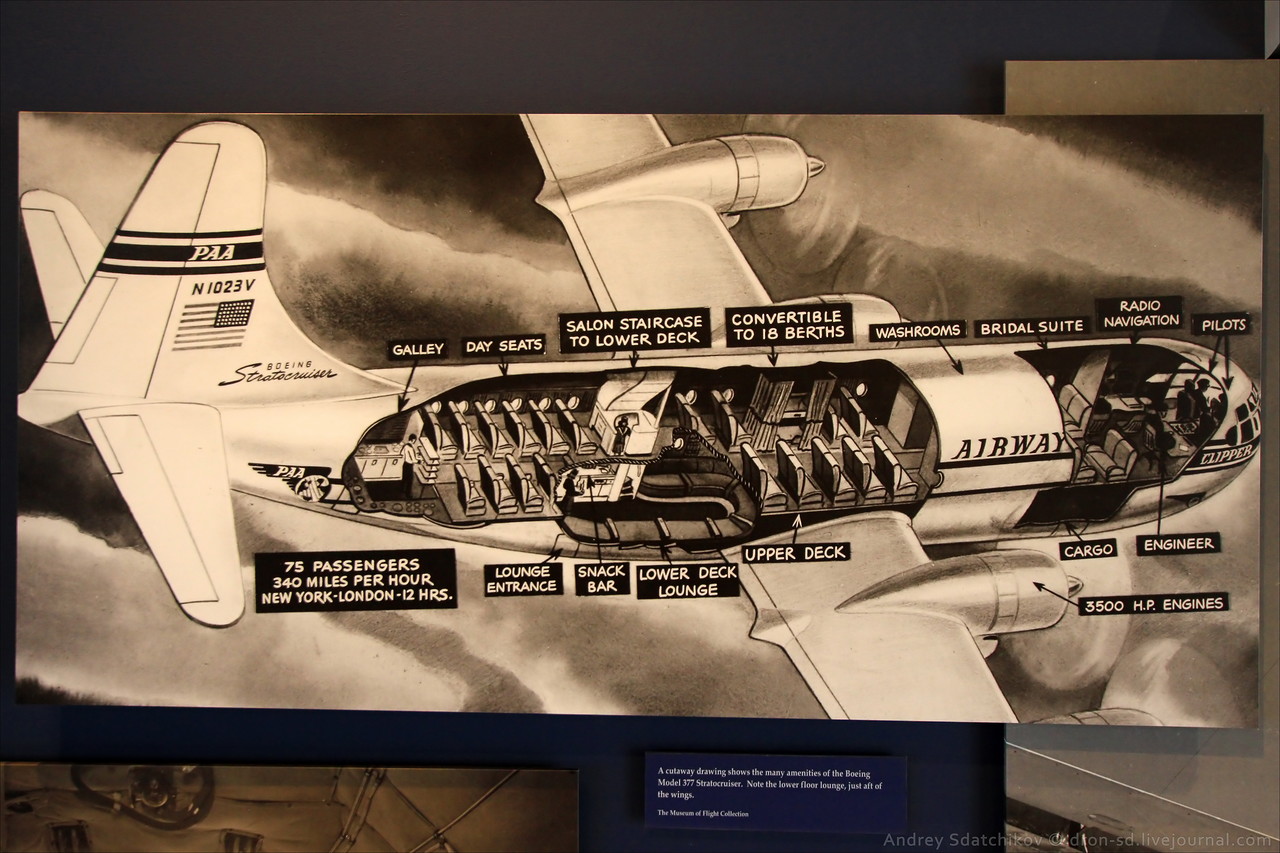 PAA
N1023V
BOEING
Stratocruiser
PAA
GALLEY
DAY SEATS
SALON STAIRCASE
TO LOWER DECK
CONVERTIBLE
TO 18 BERTHS
WASHROOMS
BRIDAL SUITE
RADIO
NAVIGATION
PILOTS
AIRWAY
CLIPPER
75 PASSENGERS
340 MILES PER HOUR
NEW YORK-LONDON-12 HRS.
LOUNGE
ENTRANCE
SNACK
BAR
LOWER DECK
LOUNGE
UPPER DECK
CARGO
ENGINEER
3500 H.P. ENGINES
A cutaway drawing shows the many amenities of the Boeing
Model 377 Stratocruiser. Note the lower floor lounge, just aft of
the wings.
The Museum of Flight Collection
Andrey Sdatchikov